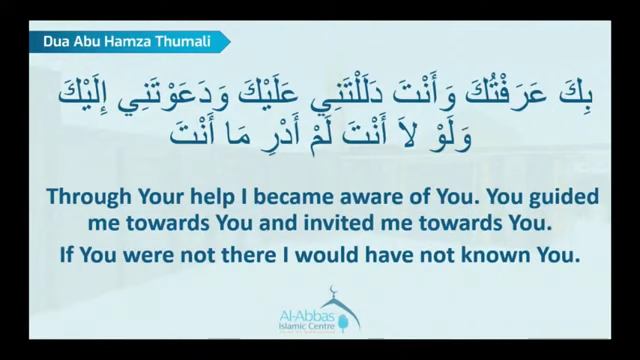 Dua Abu Hamza Thumali
بِكَ عَرَفْتُكَ وَأَنْتَ دَلَلْتَنِي عَلَيْكَ وَدَعَوْتَنِي إِلَيْكَ
وَلَوْ لاَ أَنْتَ لَمْ أَدْرِ مَا أَنْتَ
Through Your help I became aware of You. You guided
me towards You and invited me towards You.
If You were not there I would have not known You.
Al-Abbas
Islamic Centre